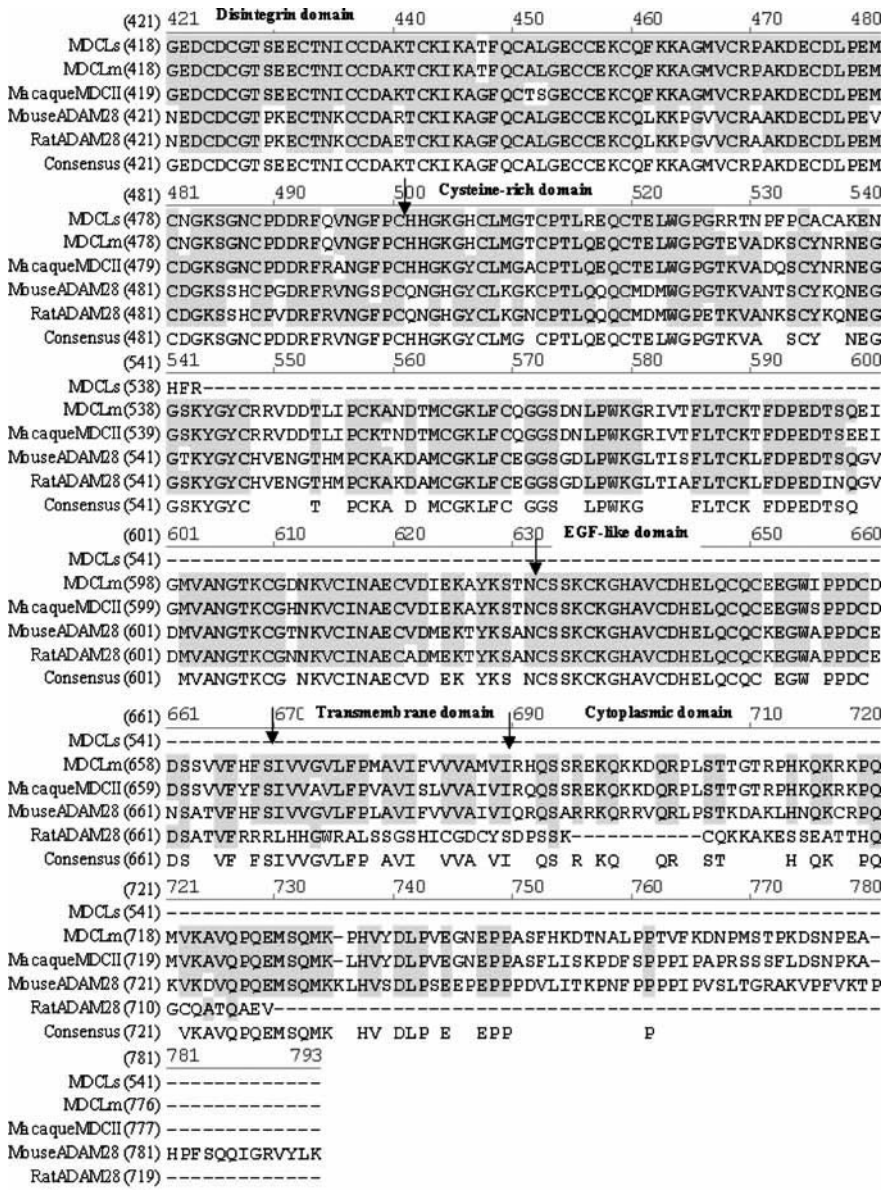 Disintegrin domain
(421) 421 440 450 460 470 480
MDCLs (418) GEDCDCGTSEECTNICCDAKTCKIKATFQCALGECCEKCQFKKAGMVCRPAKDECDLPEM
MDCLm (418) GEDCDCGTSEECTNICCDAKTCKIKATFQCALGECCEKCQFKKAGMVCRPAKDECDLPEM
MacaqueMDCII (419) GEDCDCGTSEECTNICCDAKTCKIKAGFQCTSGECCEKCQFKKAGMVCRPAKDECDLPEM
MouseADAM28 (421) NEDCDCGTPKECTNKCCDARTCKIKAGFQCALGECCEKCQLKKPGVVCRAAKDECDLPEV
RatADAM28 (421) NEDCDCGTPEECTNKCCDAETCKIKAGFQCALGECCEKCQLKKPGVVCRAAKDECDLPEM
Consensus (421) GEDCDCGTSEECTNICCDAKTCKIKAGFQCALGECCEKCQFKKAGMVCRPAKDECDLPEM
(481) 481 490 500 Cysteine-rich domain 520 530 540
MDCLs (478) CNGKSGNCPDDRFQVNGFPCHHGKGHCLMGTCPTLREQCTELWGPGRRTNPFPCACAKEN
MDCLm (478) CNGKSGNCPDDRFQVNGFPCHHGKGHCLMGTCPTLQEQCTELWGPGTEVADKSCYNRNEG
MacaqueMDCII (479) CDGKSGNCPDDRFRANGFPCHHGKGYCLMGACPTLQEQCTELWGPGTKVADQSCYNRNEG
MouseADAM28 (481) CDGKSSHCPGDRFRVNGSPCQNGHGYCLKGKCPTLQQQCMDMWGPGTKVANTSCYKQNEG
RatADAM28 (481) CDGKSSHCPVDRFRVNGFPCQNGHGYCLKGNCPTLQQQCMDMWGPETKVANKSCYKQNEG
Consensus (481) CDGKSGNCPDDRFRVNGFPCHHGKGYCLMG CPTLQEQCTELWGPGTKVA SCY NEG
(541) 541 550 560 570 580 590 600
MDCLs (538) HFR---------------------------------------------------------
MDCLm (538) GSKYGYCRRVDDTLIPCKANDTMCGKLFCQGGSDNLPWKGRIVTFLTCKTFDPEDTSQEI
MacaqueMDCII (539) GSKYGYCRRVDDTLIPCKTNDTMCGKLFCQGGSDNLPWKGRIVTFLTCKTFDPEDTSEEI
MouseADAM28 (541) GTKYGYCHVENGTHMPCKAKDAMCGKLFCEGGSGDLPWKGLTISFLTCKLFDPEDTSQGV
RatADAM28 (541) GSKYGYCHVENGTHMPCKAKDAMCGKLFCEGGSGDLPWKGLTIAFLTCKLFDPEDINQGV
Consensus (541) GSKYGYC T PCKA D MCGKLFC GGS LPWKG FLTCK FDPEDTSQ
(601) 601 610 620 630 EGF-like domain 650 660
MDCLs (541) ------------------------------------------------------------
MDCLm (598) GMVANGTKCGDNKVCINAECVDIEKAYKSTNCSSKCKGHAVCDHELQCQCEEGWIPPDCD
MacaqueMDCII (599) GMVANGTKCGHNKVCINAECVDIEKAYKSTNCSSKCKGHAVCDHELQCQCEEGWSPPDCD
MouseADAM28 (601) DMVANGTKCGTNKVCINAECVDMEKTYKSANCSSKCKGHAVCDHELQCQCKEGWAPPDCE
RatADAM28 (601) DMVANGTKCGNNKVCINAECADMEKTYKSANCSSKCKGHAVCDHELQCQCKEGWAPPDCE
Consensus (601) MVANGTKCG NKVCINAECVD EK YKS NCSSKCKGHAVCDHELQCQC EGW PPDC
(661) 661 670 Transmembrane domain 690 Cytoplasmic domain 710 720
MDCLs (541) ------------------------------------------------------------
MDCLm (658) DSSVVFHFSIVVGVLFPMAVIFVVVAMVIRHQSSREKQKKDQRPLSTTGTRPHKQKRKPQ
MacaqueMDCII (659) DSSVVFYFSIVVAVLFPVAVISLVVAIVIRQQSSREKQKKDQRPLSTTGTRPHKQKRKPQ
MouseADAM28 (661) NSATVFHFSIVVGVLFPLAVIFVVVAIVIQRQSARRKQRRVQRLPSTKDAKLHNQKCRPQ
RatADAM28 (661) DSATVFRRRLHHGWRALSSGSHICGDCYSDPSSK-----------CQKKAKESSEATTHQ
Consensus (661) DS VF FSIVVGVLFP AVI VVA VI QS R KQ QR ST H QK PQ
(721) 721 730 740 750 760 770 780
MDCLs (541) ------------------------------------------------------------
MDCLm (718) MVKAVQPQEMSQMK-PHVYDLPVEGNEPPASFHKDTNALPPTVFKDNPMSTPKDSNPEA-
MacaqueMDCII (719) MVKAVQPQEMSQMK-LHVYDLPVEGNEPPASFLISKPDFSPPPIPAPRSSSFLDSNPKA-
MouseADAM28 (721) KVKDVQPQEMSQMKKLHVSDLPSEEPEPPPDVLITKPNFPPPPIPVSLTGRAKVPFVKTP
RatADAM28 (710) GCQATQAEV---------------------------------------------------
Consensus (721) VKAVQPQEMSQMK HV DLP E EPP P
(781) 781 793
MDCLs (541) -------------
MDCLm (776) -------------
MacaqueMDCII (777) -------------
MouseADAM28 (781) HPFSQQIGRVYLK
RatADAM28 (719) -------------